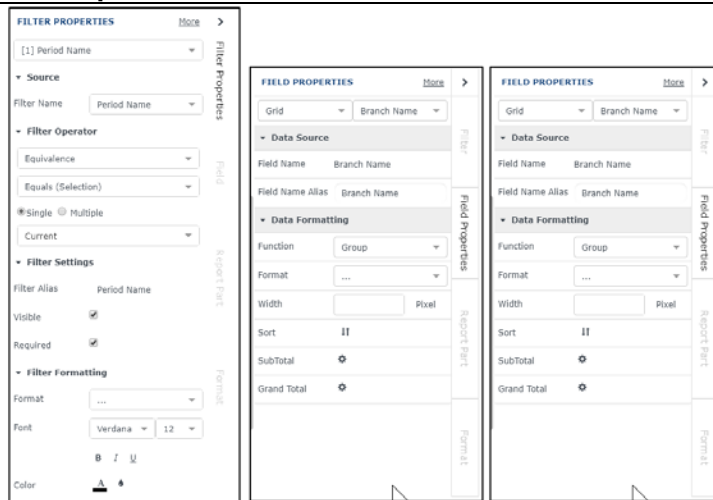 FILTER PROPERTIES More
[1] Period Name
Source
Filter Name Period Name
Filter Operator
Equivalence
Equals (Selection)
Single Multiple
Current
Filter Settings
Filter Alias Period Name
Visible
Required
Filter Formatting
Format ...
Font Verdana 12
B I U
Color A
Filter Properties
Field
Report Part
Format
FIELD PROPERTIES More
Grid Branch Name
Data Source
Field Name Branch Name
Field Name Alias Branch Name
Data Formatting
Function Group
Format ...
Width Pixel
Sort
SubTotal
Grand Total
Filter
Field Properties
Report Part
Format
FIELD PROPERTIES More
Grid Branch Name
Data Source
Field Name Branch Name
Field Name Alias Branch Name
Data Formatting
Function Group
Format ...
Width Pixel
Sort
SubTotal
Grand Total
Filter
Field Properties
Report Part
Format